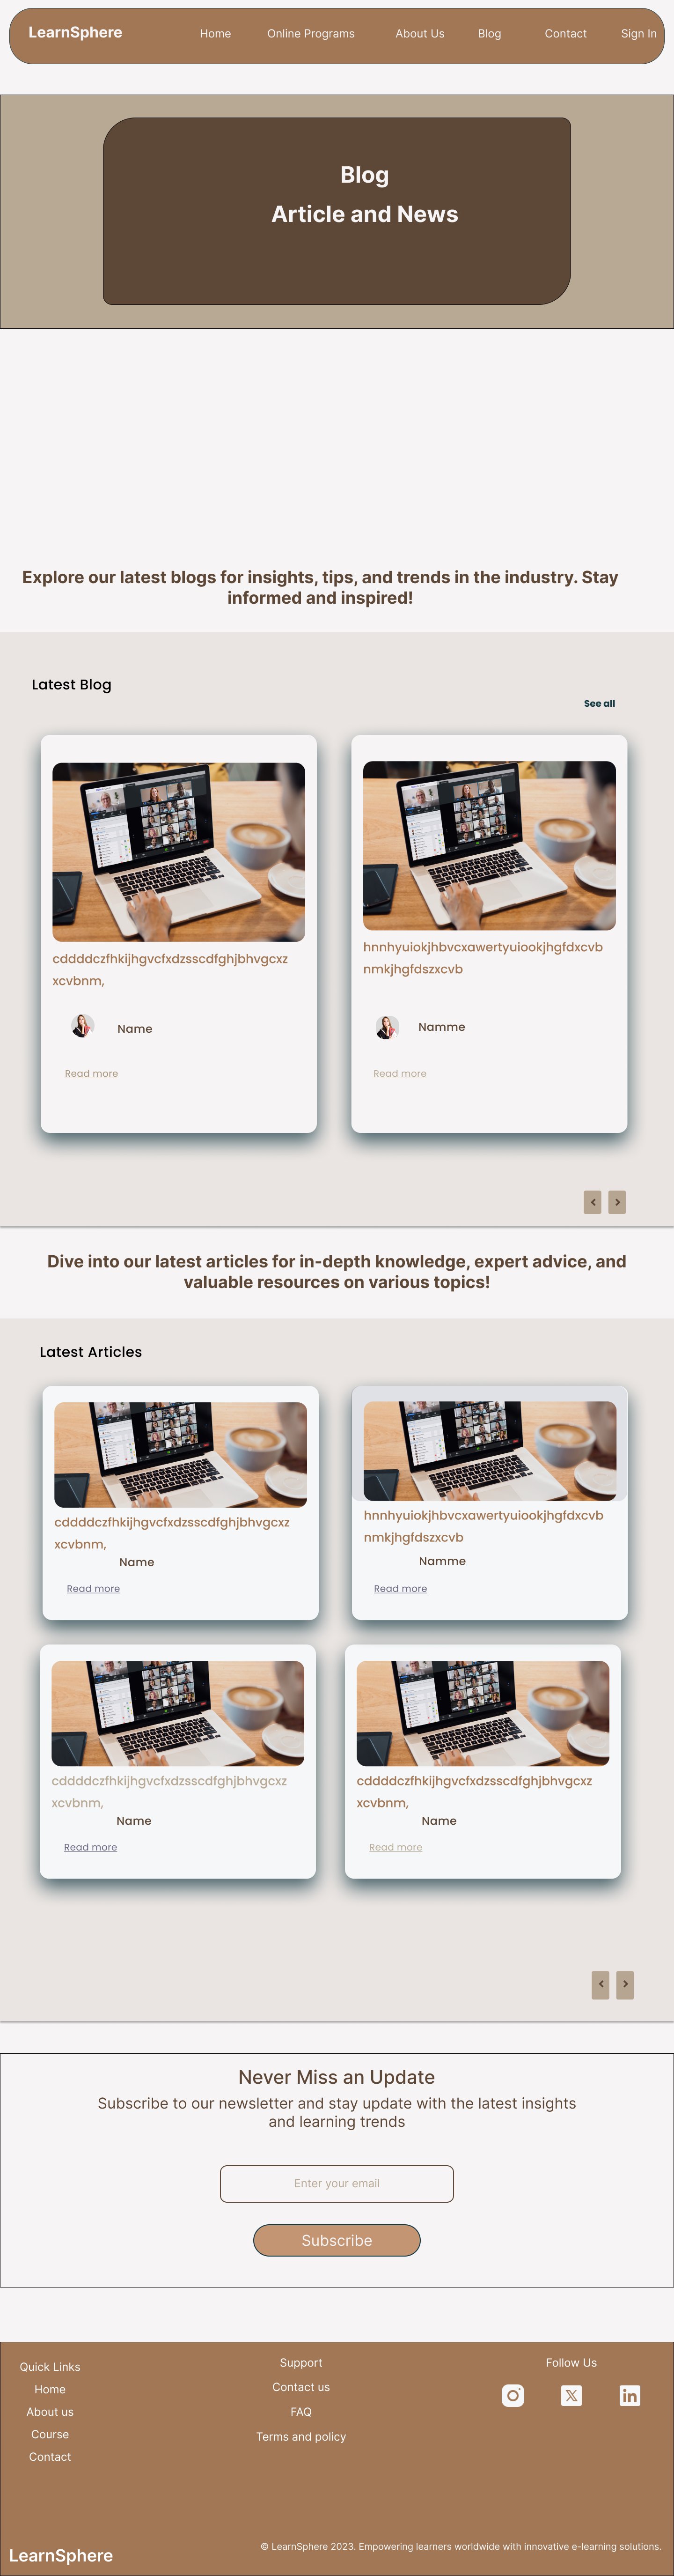 LearnSphere
Home
Online Programs
About Us
Blog
Contact
Sign In
Blog
Article and News
Explore our latest blogs for insights, tips, and trends in the industry. Stay
informed and inspired!
Latest Blog
See all
cddddczfhkijhgvcfxdzsscdfghjbhvgcxz
xcvbnm,
Name
Read more
hnnhyuiokjhbvcxawertyuiookjhgfdxcvb
nmkjhgfdszxcvb
Namme
Read more
Dive into our latest articles for in-depth knowledge, expert advice, and
valuable resources on various topics!
Latest Articles
cddddczfhkijhgvcfxdzsscdfghjbhvgcxz
xcvbnm,
Name
Read more
hnnhyuiokjhbvcxawertyuiookjhgfdxcvb
nmkjhgfdszxcvb
Namme
Read more
cddddczfhkijhgvcfxdzsscdfghjbhvgcxz
xcvbnm,
Name
Read more
cddddczfhkijhgvcfxdzsscdfghjbhvgcxz
xcvbnm,
Name
Read more
Never Miss an Update
Subscribe to our newsletter and stay update with the latest insights
and learning trends
Enter your email
Subscribe
Quick Links
Home
About us
Course
Contact
Support
Contact us
FAQ
Terms and policy
Follow Us
LearnSphere
© LearnSphere 2023. Empowering learners worldwide with innovative e-learning solutions.